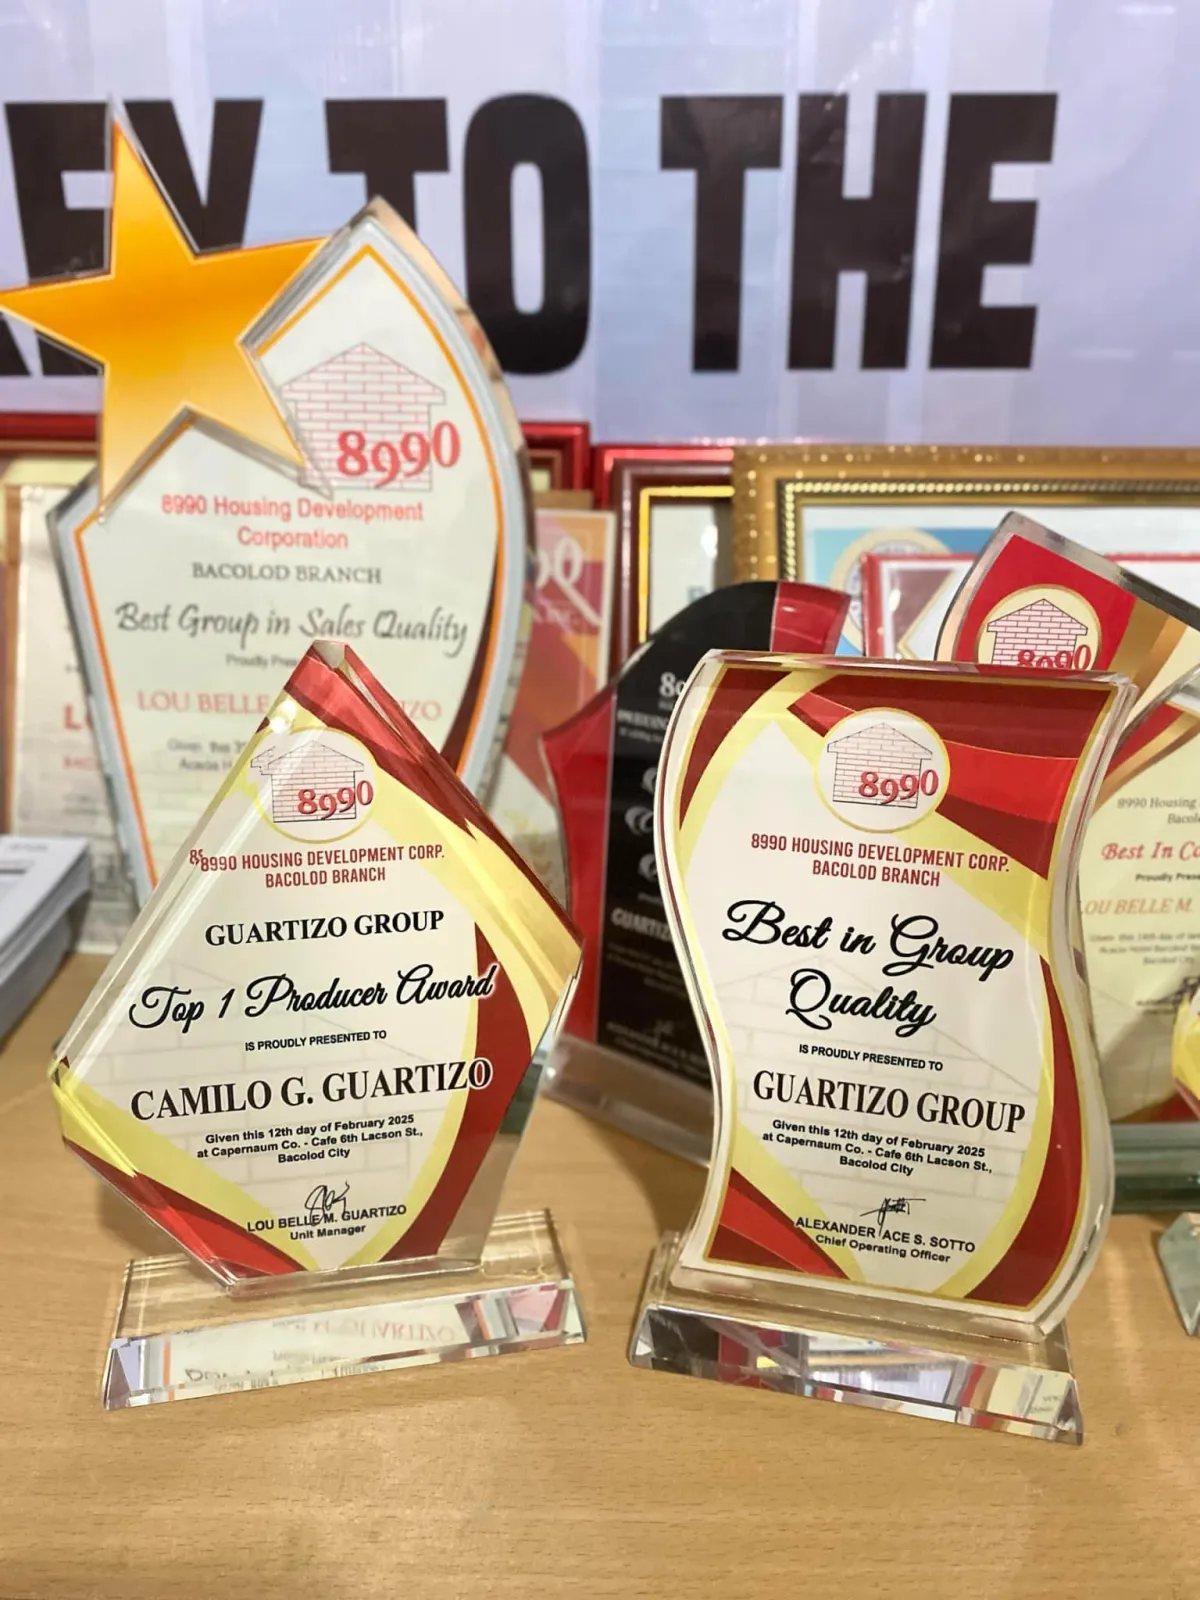 KEY TO THE
8990
8990 Housing Development
Corporation
BACOLOD BRANCH
Best Group in Sales Quality
Proudly
LOU BELLE
8990
8990 HOUSING DEVELOPMENT CORP.
BACOLOD BRANCH
GUARTIZO GROUP
Top 1 Producer Award
IS PROUDLY PRESENTED TO
CAMILO G. GUARTIZO
Given this 12th day of February 2025
at Capernaum Co. - Cafe 6th Lacson St.,
Bacolod City
LOU BELLE M. GUARTIZO
Unit Manager
8990
8990 HOUSING DEVELOPMENT CORP.
BACOLOD BRANCH
Best in Group
Quality
IS PROUDLY PRESENTED TO
GUARTIZO GROUP
Given this 12th day of February 2025
at Capernaum Co. - Cafe 6th Lacson St.,
Bacolod City
ALEXANDER ACE S. SOTTO
Chief Operating Officer
8990
8990 Housing
Best In
Proudly
LOU BELLE M.